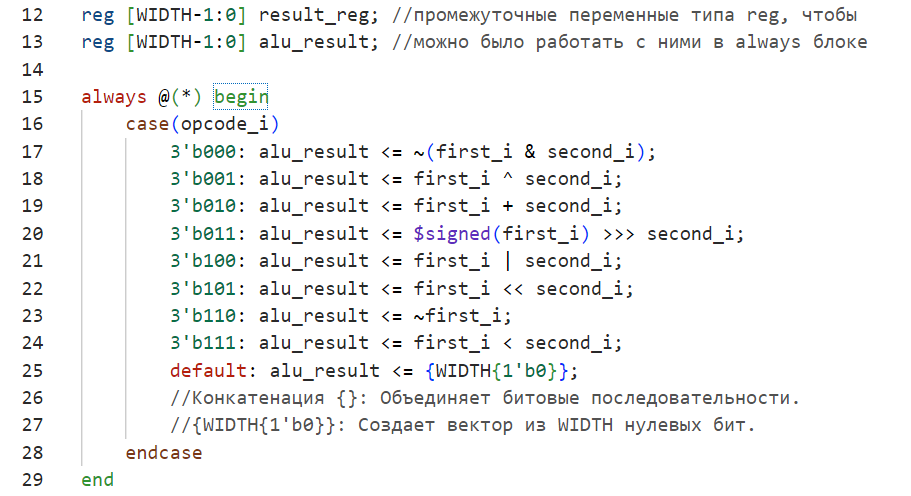 12 reg [WIDTH-1:0] result_reg; //промежуточные переменные типа reg, чтобы
13 reg [WIDTH-1:0] alu_result; //можно было работать с ними в always блоке
14
15 always @(*) begin
16 case(opcode_i)
17 3'b000: alu_result <= ~(first_i & second_i);
18 3'b001: alu_result <= first_i ^ second_i;
19 3'b010: alu_result <= first_i + second_i;
20 3'b011: alu_result <= $signed(first_i) >>> second_i;
21 3'b100: alu_result <= first_i | second_i;
22 3'b101: alu_result <= first_i << second_i;
23 3'b110: alu_result <= ~first_i;
24 3'b111: alu_result <= first_i < second_i;
25 default: alu_result <= {WIDTH{1'b0}};
26 //Конкатенация {}: Объединяет битовые последовательности.
27 //{WIDTH{1'b0}}: Создает вектор из WIDTH нулевых бит.
28 endcase
29 end